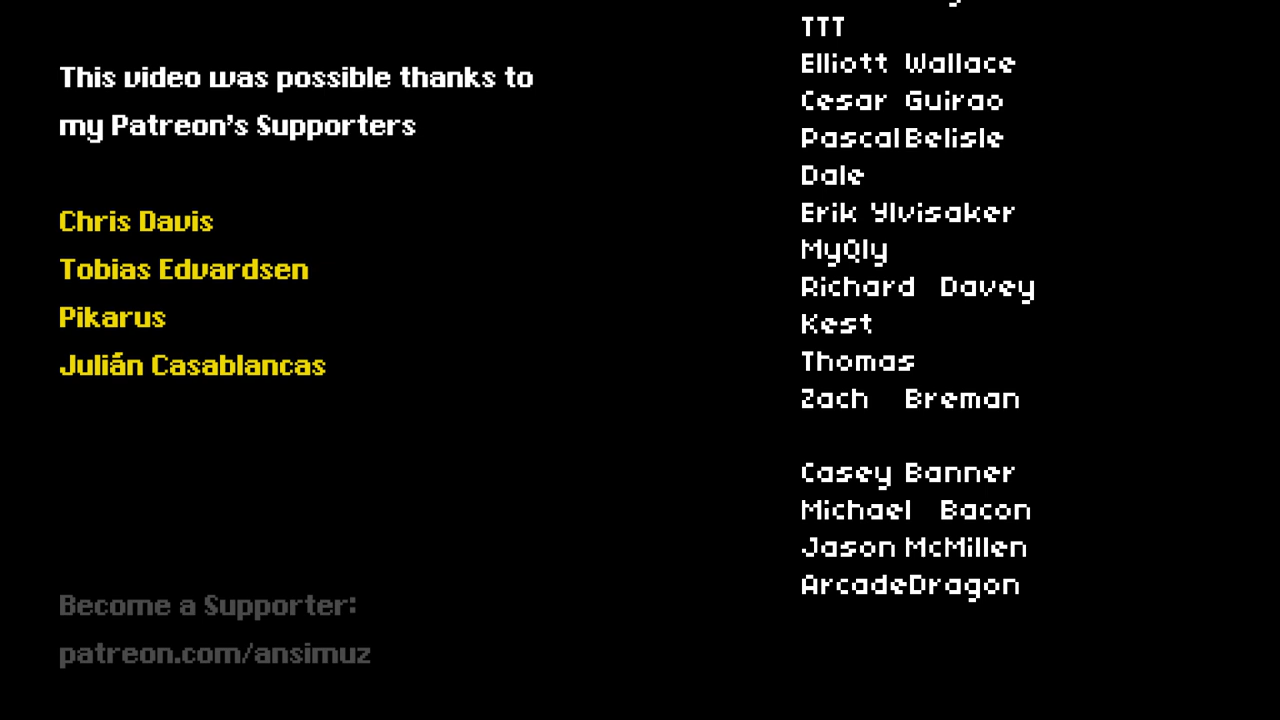 This video was possible thanks to
my Patreon's Supporters
Chris Davis
Tobias Edvardsen
Pikarus
Julián Casablancas
Become a Supporter:
patreon.com/ansimuz
TTT
Elliott Wallace
Cesar Guirao
Pascal Belisle
Dale
Erik Ylvisaker
MyQly
Richard Davey
Kest
Thomas
Zach Breman
Casey Banner
Michael Bacon
Jason McMillen
ArcadeDragon